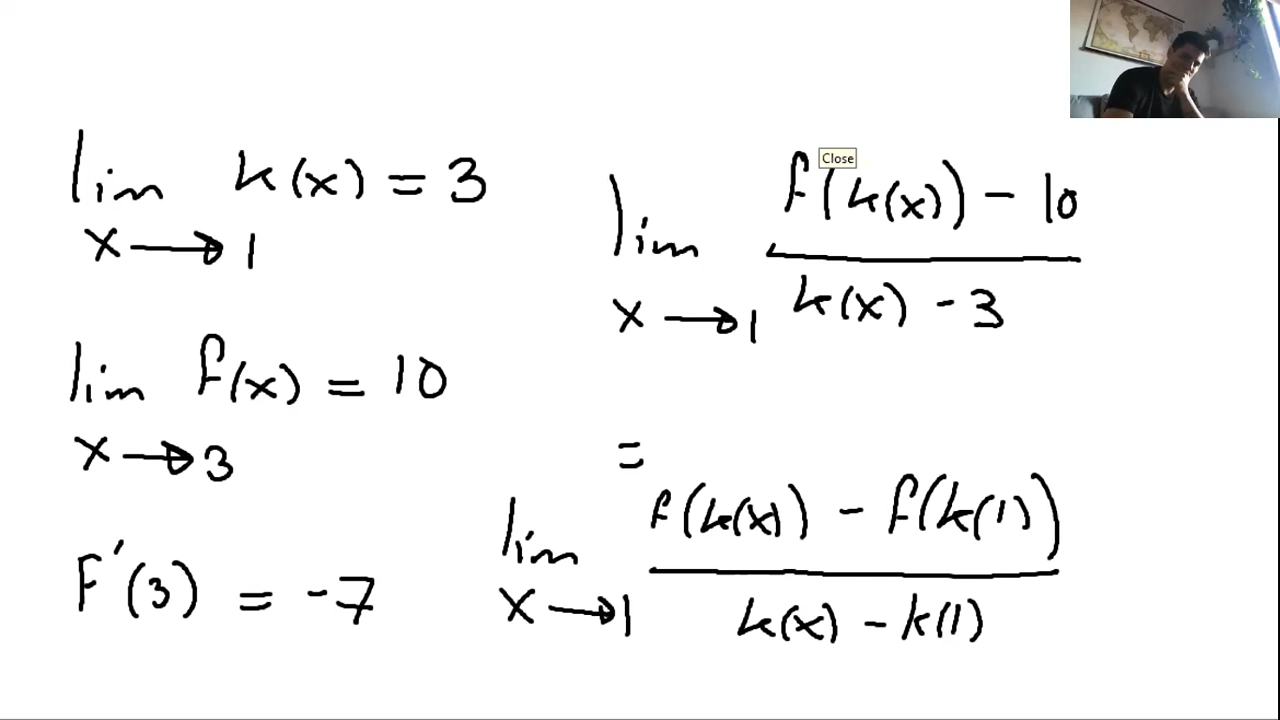 lim k(x) = 3
x → 1
lim f(x) = 10
x → 3
F'(3) = -7
Close
f(k(x)) - 10
lim
k(x) - 3
x → 1
=
f(k(x)) - f(k(1)
lim
x → 1
k(x) - k(1)